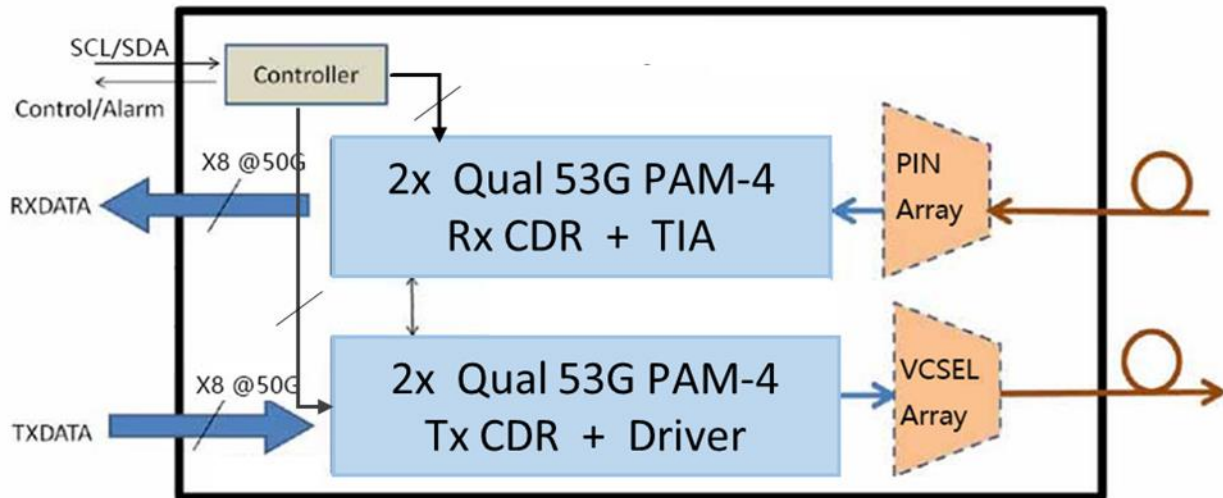 SCL/SDA
Controller
Control/Alarm
X8 @50G
RXDATA
2x Qual 53G PAM-4
Rx CDR + TIA
PIN
Array
X8 @50G
TXDATA
2x Qual 53G PAM-4
Tx CDR + Driver
VCSEL
Array